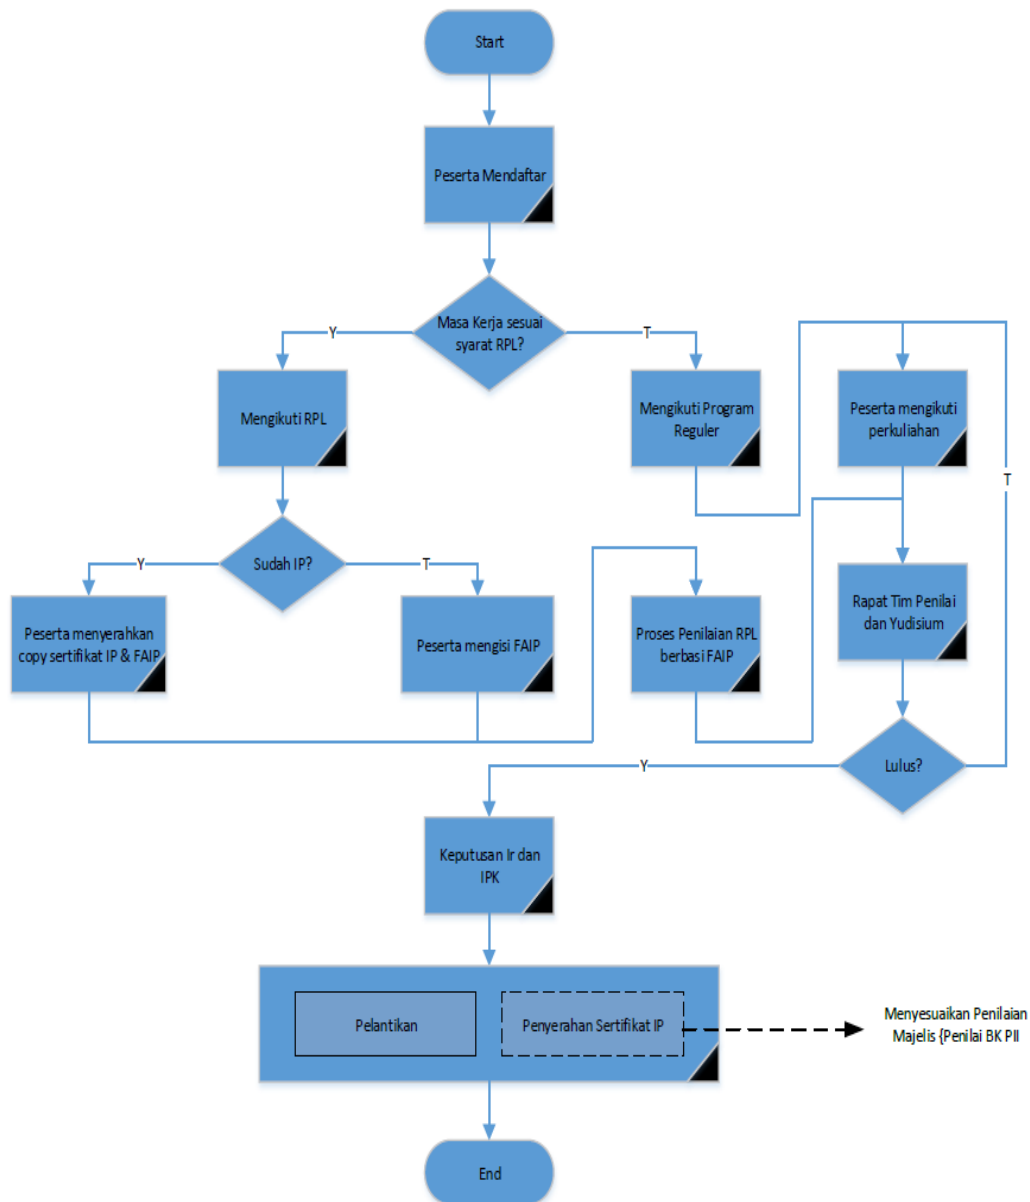 Start
Peserta Mendaftar
Masa Kerja sesuai
syarat RPL?
Y
T
Mengikuti RPL
Mengikuti Program
Reguler
Peserta mengikuti
perkuliahan
T
Sudah IP?
Y
T
Peserta menyerahkan
copy sertifikat IP & FAIP
Peserta mengisi FAIP
Proses Penilaian RPL
berbasi FAIP
Rapat Tim Penilai
dan Yudisium
Lulus?
Y
Keputusan Ir dan
IPK
Pelantikan
Penyerahan Sertifikat IP
Menyesuaikan Penilaian
Majelis {Penilai BK PII
End